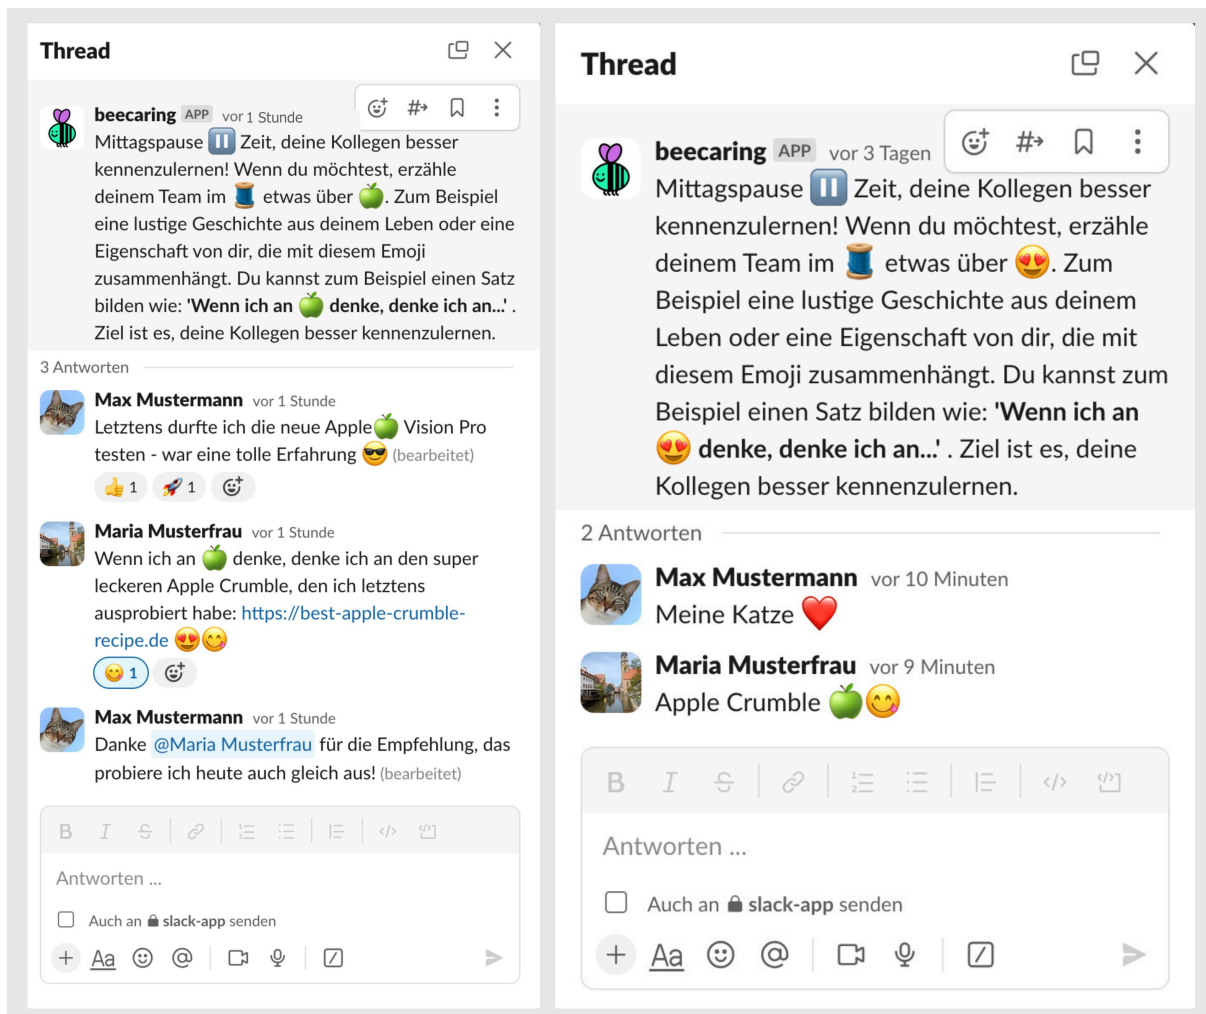 Thread
beecaring APP vor 1 Stunde
Mittagspause ⏸️ Zeit, deine Kollegen besser
kennenzulernen! Wenn du möchtest, erzähle
deinem Team im 🧵 etwas über 🍏. Zum Beispiel
eine lustige Geschichte aus deinem Leben oder eine
Eigenschaft von dir, die mit diesem Emoji
zusammenhängt. Du kannst zum Beispiel einen Satz
bilden wie: 'Wenn ich an 🍏 denke, denke ich an...' .
Ziel ist es, deine Kollegen besser kennenzulernen.
3 Antworten
Max Mustermann vor 1 Stunde
Letztens durfte ich die neue Apple🍏 Vision Pro
testen - war eine tolle Erfahrung 😎 (bearbeitet)
👍 1 🚀 1
Maria Musterfrau vor 1 Stunde
Wenn ich an 🍏 denke, denke ich an den super
leckeren Apple Crumble, den ich letztens
ausprobiert habe: https://best-apple-crumble-
recipe.de 😍😋
😋 1
Max Mustermann vor 1 Stunde
Danke @Maria Musterfrau für die Empfehlung, das
probiere ich heute auch gleich aus! (bearbeitet)
B I S
Antworten ...
Auch an 🔒 slack-app senden
+ Aa @
Thread
beecaring APP vor 3 Tagen
Mittagspause ⏸️ Zeit, deine Kollegen besser
kennenzulernen! Wenn du möchtest, erzähle
deinem Team im 🧵 etwas über 😍. Zum
Beispiel eine lustige Geschichte aus deinem
Leben oder eine Eigenschaft von dir, die mit
diesem Emoji zusammenhängt. Du kannst zum
Beispiel einen Satz bilden wie: 'Wenn ich an
😍 denke, denke ich an...' . Ziel ist es, deine
Kollegen besser kennenzulernen.
2 Antworten
Max Mustermann vor 10 Minuten
Meine Katze ❤️
Maria Musterfrau vor 9 Minuten
Apple Crumble 🍏😋
B I S
Antworten ...
Auch an 🔒 slack-app senden
+ Aa @